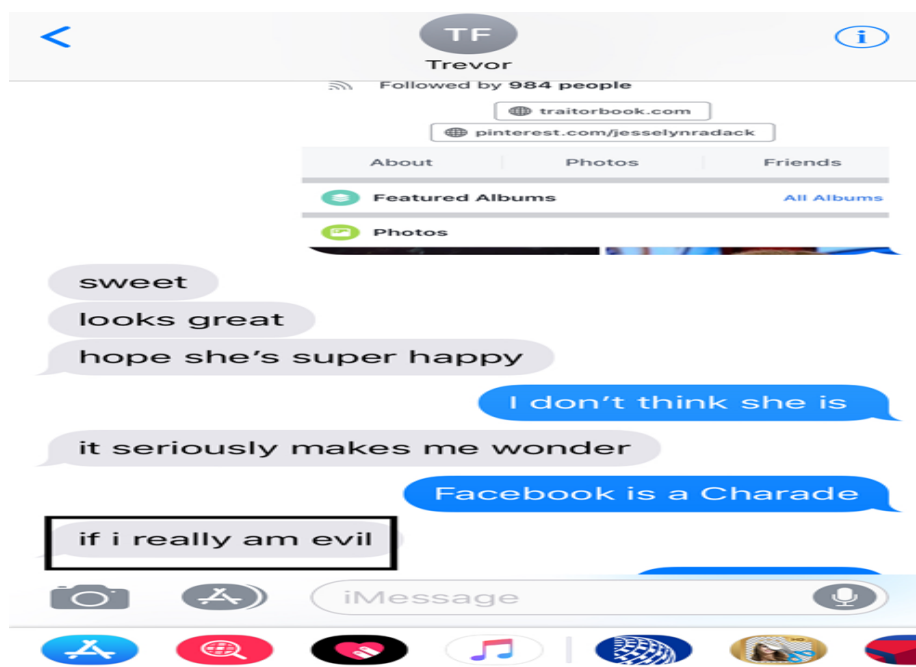 TF
Trevor
Followed by 984 people
traitorbook.com
pinterest.com/jesselynradack
About Photos Friends
Featured Albums All Albums
Photos
sweet
looks great
hope she's super happy
I don't think she is
it seriously makes me wonder
Facebook is a Charade
if i really am evil
iMessage